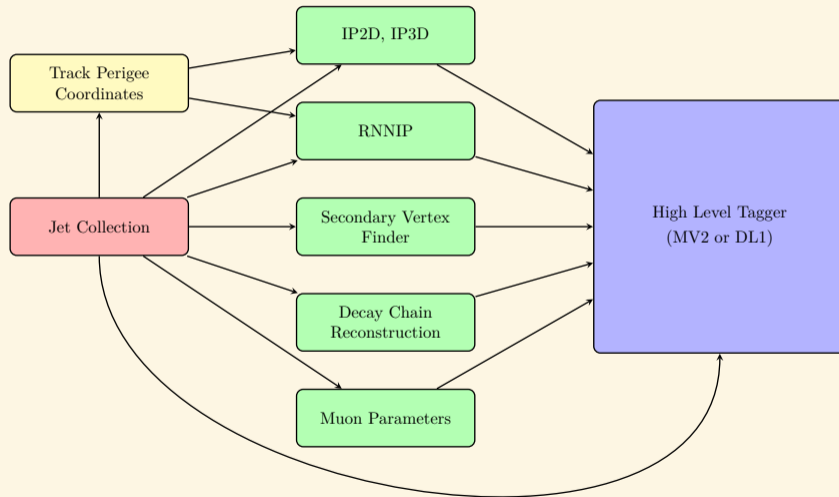 IP2D, IP3D
Track Perigee
Coordinates
RNNIP
Jet Collection
Secondary Vertex
Finder
High Level Tagger
(MV2 or DL1)
Decay Chain
Reconstruction
Muon Parameters